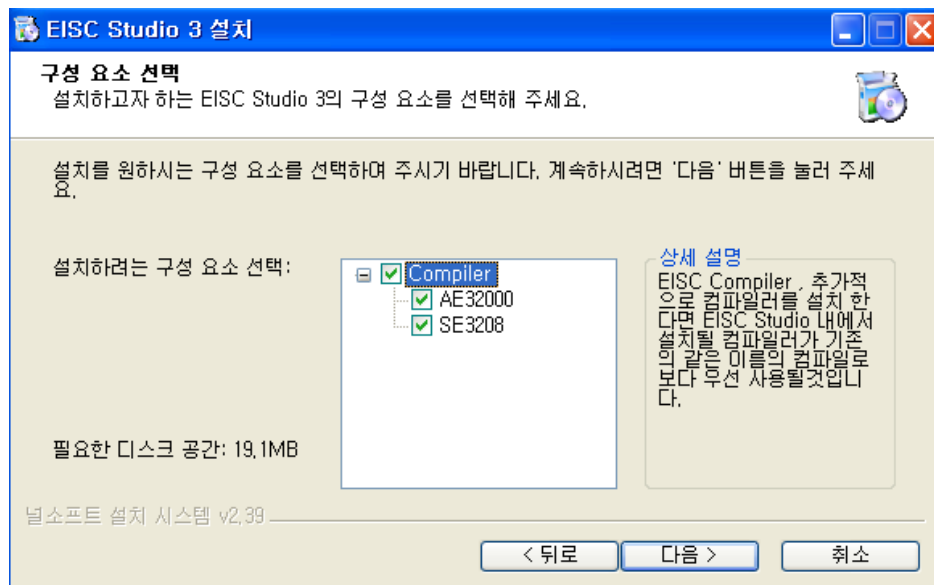 EISC Studio 3 설치
구성 요소 선택
설치하고자 하는 EISC Studio 3의 구성 요소를 선택해 주세요.
설치를 원하시는 구성 요소를 선택하여 주시기 바랍니다. 계속하시려면 '다음' 버튼을 눌러 주세
요.
설치하려는 구성 요소 선택:
Compiler
AE32000
SE3208
상세 설명
EISC Compiler , 추가적
으로 컴파일러를 설치 한
다면 EISC Studio 내에서
설치될 컴파일러가 기존
의 같은 이름의 컴파일로
보다 우선 사용될것입니
다.
필요한 디스크 공간: 19.1MB
널소프트 설치 시스템 v2.39
< 뒤로
다음 >
취소